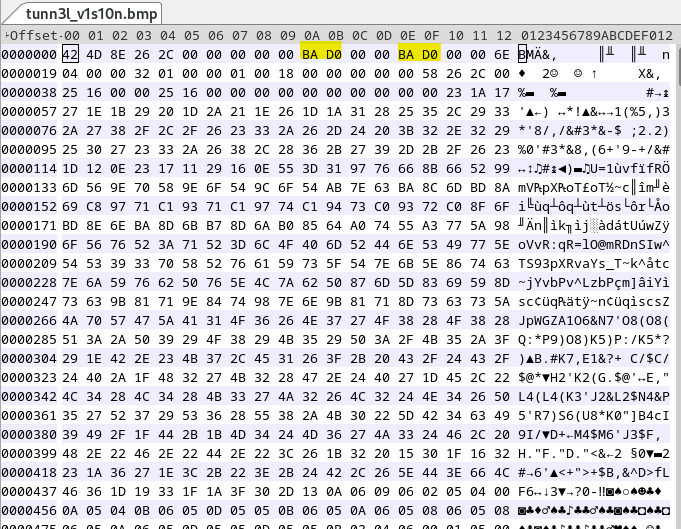 tunn3l_v1s10n.bmp
Offset 00 01 02 03 04 05 06 07 08 09 0A 0B 0C 0D 0E 0F 10 11 12 0123456789ABCDEF012
0000000 42 4D 8E 26 2C 00 00 00 00 00 BA D0 00 00 BA D0 00 00 6E BMÄ&, ║╨ ║╨ n
0000019 04 00 00 32 01 00 00 01 00 18 00 00 00 00 00 58 26 2C 00 ♦ 2☺ ☺ ↑ X&,
0000038 25 16 00 00 25 16 00 00 00 00 00 00 00 00 00 00 23 1A 17 %▬ %▬ #→↨
0000057 27 1E 1B 29 20 1D 2A 21 1E 26 1D 1A 31 28 25 35 2C 29 33 '▲←) ↔*!▲&↔→1(%5,)3
0000076 2A 27 38 2F 2C 2F 26 23 33 2A 26 2D 24 20 3B 32 2E 32 29 *'8/,/&#3*&-$ ;2.2)
0000095 25 30 27 23 33 2A 26 38 2C 28 36 2B 27 39 2D 2B 2F 26 23 %0'#3*&8,(6+'9-+/&#
0000114 1D 12 0E 23 17 11 29 16 0E 55 3D 31 97 76 66 8B 66 52 99
0000133 6D 56 9E 70 58 9E 6F 54 9C 6F 54 AB 7E 63 BA 8C 6D BD 8A
0000152 69 C8 97 71 C1 93 71 C1 97 74 C1 94 73 C0 93 72 C0 8F 6F
0000171 BD 8E 6E BA 8D 6B B7 8D 6A B0 85 64 A0 74 55 A3 77 5A 98
0000190 6F 56 76 52 3A 71 52 3D 6C 4F 40 6D 52 44 6E 53 49 77 5E oVvR:qR=lO@mRDnSIw^
0000209 54 53 39 33 70 58 52 76 61 59 73 5F 54 7E 6B 5E 86 74 63 TS93pXRvaYs_T~k^åtc
0000228 7E 6A 59 76 62 50 76 5E 4C 7A 62 50 87 6D 5D 83 69 59 8D ~jYvbPv^LzbPçm]âiYì
0000247 73 63 9B 81 71 9E 84 74 98 7E 6E 9B 81 71 8D 73 63 73 5A
0000266 4A 70 57 47 5A 41 31 4F 36 26 4E 37 27 4F 38 28 4F 38 28 JpWGZA1O6&N7'O8(O8(
0000285 51 3A 2A 50 39 29 4F 38 29 4B 35 29 50 3A 2F 4B 35 2A 3F Q:*P9)O8)K5)P:/K5*?
0000304 29 1E 42 2E 23 4B 37 2C 45 31 26 3F 2B 20 43 2F 24 43 2F )▲B.#K7,E1&?+ C/$C/
0000323 24 40 2A 1F 48 32 27 4B 32 28 47 2E 24 40 27 1D 45 2C 22 $@*▼H2'K2(G.$@'↔E,"
0000342 4C 34 28 4C 34 28 4B 33 27 4A 32 26 4C 32 24 4E 34 26 50 L4(L4(K3'J2&L2$N4&P
0000361 35 27 52 37 29 53 36 28 55 38 2A 4B 30 22 5D 42 34 63 49 5'R7)S6(U8*K0"]B4cI
0000380 39 49 2F 1F 44 2B 1B 4D 34 24 4D 36 27 4A 33 24 46 2C 20 9I/▼D+←M4$M6'J3$F,
0000399 48 2E 22 46 2E 22 44 2E 22 3C 26 1B 32 20 15 30 1F 16 32 H."F."D."<&←2 §0▼▬2
0000418 23 1A 36 27 1E 3C 2B 22 3E 2B 24 42 2C 26 5E 44 3E 66 4C #→6'▲<+">+$B,&^D>fL
0000437 46 36 1D 19 33 1F 1A 3F 30 2D 13 0A 06 09 06 02 05 04 00
0000456 0A 05 04 0B 06 05 0D 05 05 0B 06 05 0A 06 05 08 06 05 08